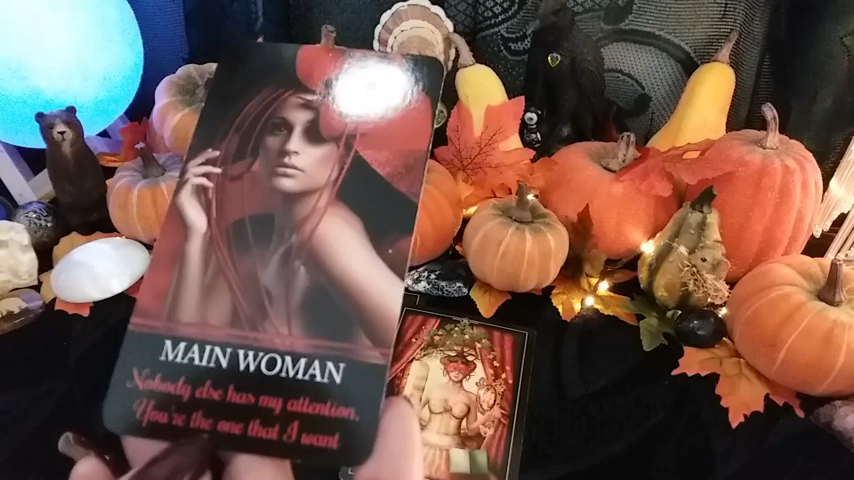 MAIN WOMAN
Nobody else has my attention.
You're the one that I want